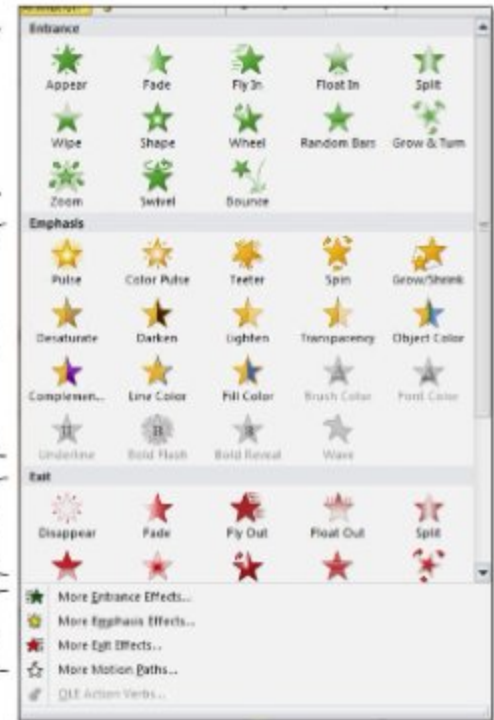 Entrance
Appear Fade Fly In Float In Split
Wipe Shape Wheel Random Bars Grow & Turn
Zoom Swivel Bounce
Emphasis
Pulse Color Pulse Teeter Spin Grow/Shrink
Desaturate Darken Lighten Transparency Object Color
Complemen... Line Color Fill Color Brush Color Font Color
Underline Bold Flash Bold Reveal Wave
Exit
Disappear Fade Fly Out Float Out Split
More Entrance Effects...
More Emphasis Effects...
More Exit Effects...
More Motion Paths...
OLE Action Verbs...